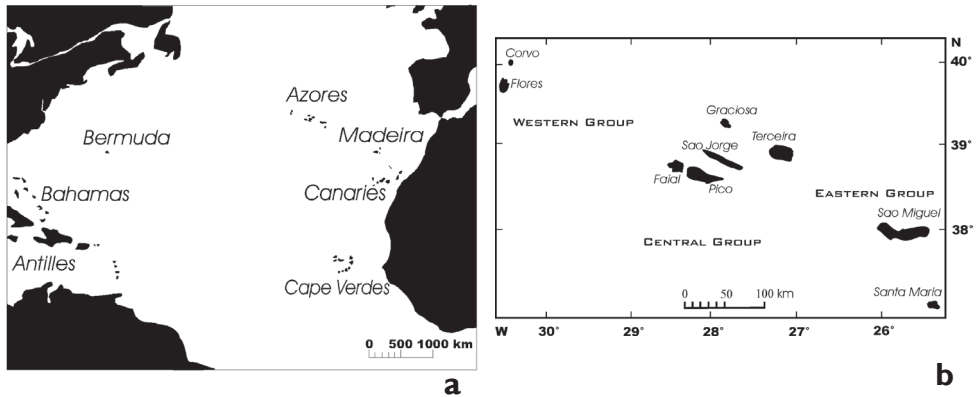 Azores
Bermuda
Madeira
Bahamas
Canaries
Antilles
Cape Verdes
0 500 1000 km
a
N
Corvo
40°
Flores
Graciosa
WESTERN GROUP
Terceira
39°
Sao Jorge
Faial
Pico
EASTERN GROUP
Sao Miguel
38°
CENTRAL GROUP
Santa Maria
0 50 100 km
W 30° 29° 28° 27° 26°
b